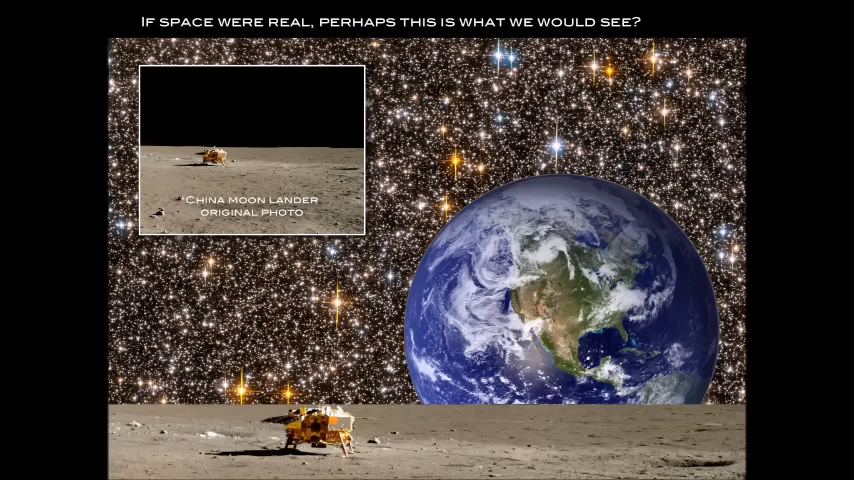 If space were real, perhaps this is what we would see?
*China moon lander
original photo